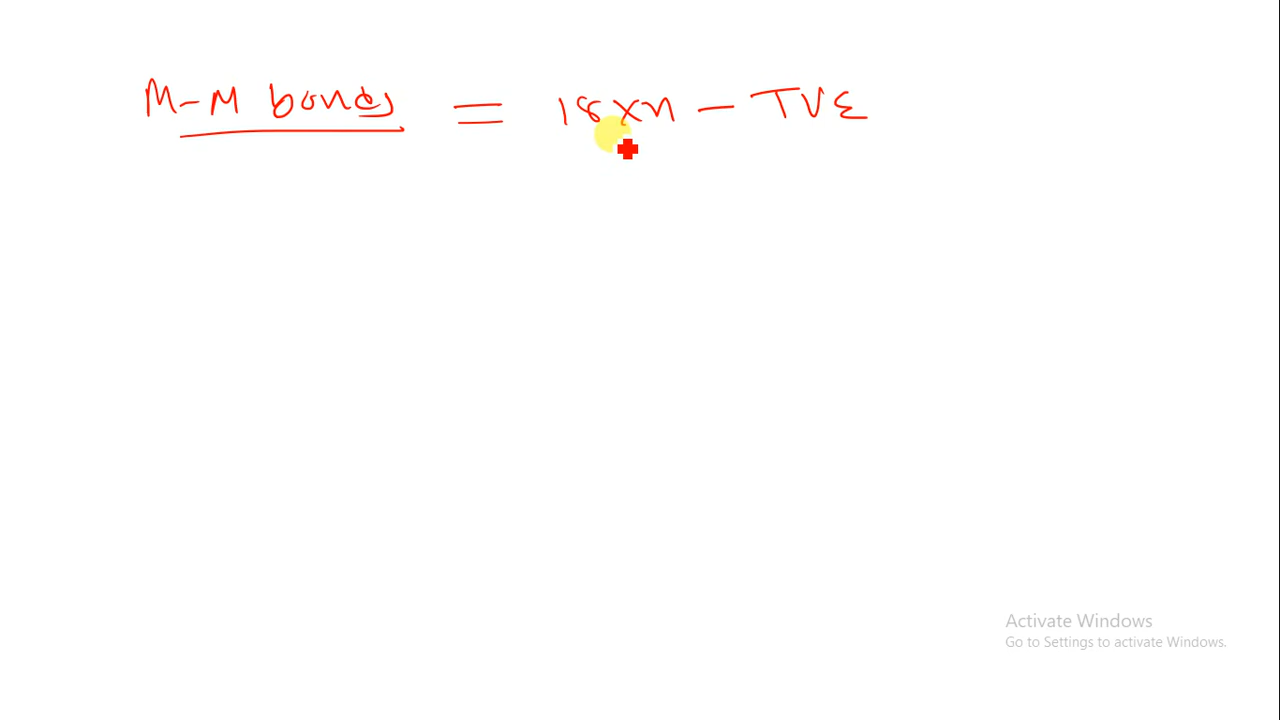 M-M bonds = 18xn - TVE
Activate Windows
Go to Settings to activate Windows.